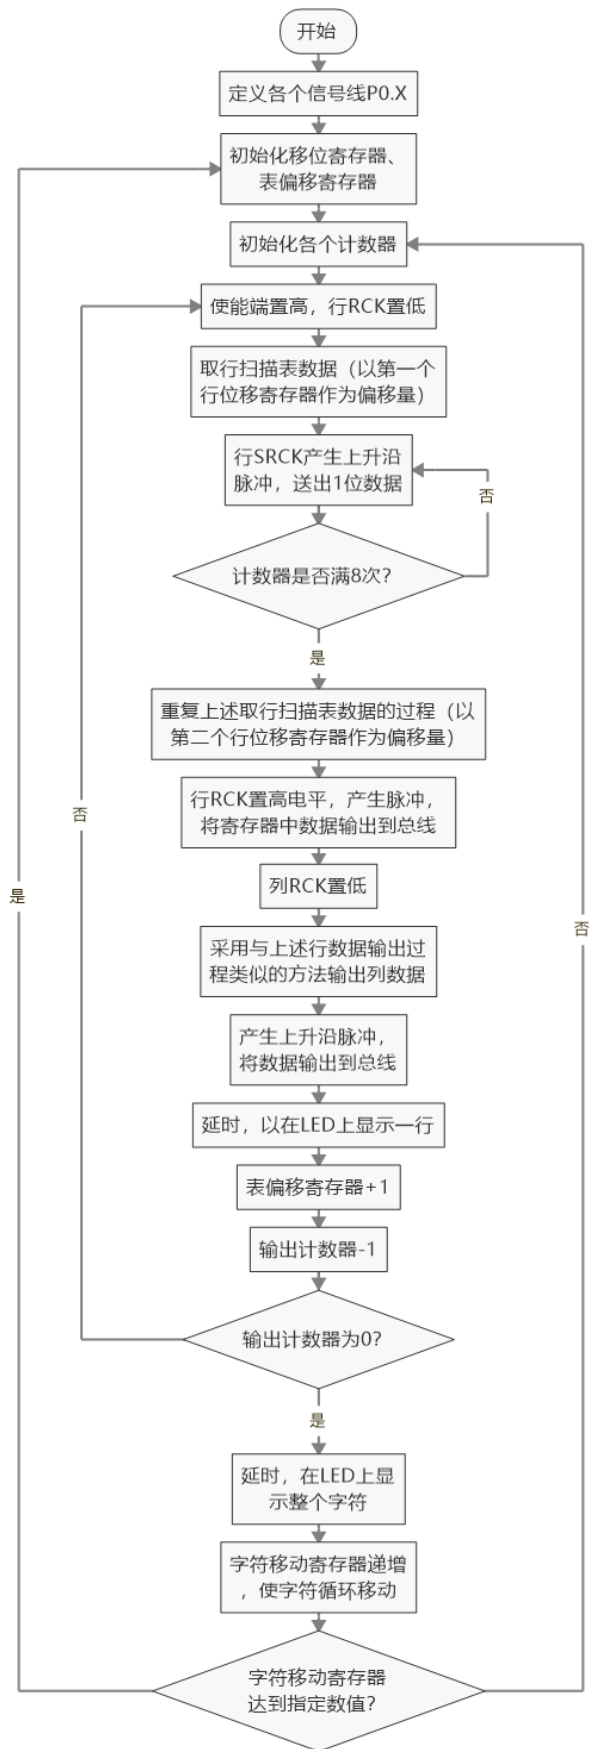 开始
定义各个信号线P0.X
初始化移位寄存器、
表偏移寄存器
初始化各个计数器
使能端置高，行RCK置低
取行扫描表数据（以第一个
行位移寄存器作为偏移量）
行SRCK产生上升沿
脉冲，送出1位数据
否
计数器是否满8次？
是
重复上述取行扫描表数据的过程（以
第二个行位移寄存器作为偏移量）
行RCK置高电平，产生脉冲，
将寄存器中数据输出到总线
否
列RCK置低
是
否
采用与上述行数据输出过
程类似的方法输出列数据
产生上升沿脉冲，
将数据输出到总线
延时，以在LED上显示一行
表偏移寄存器+1
输出计数器-1
输出计数器为0？
是
延时，在LED上显
示整个字符
字符移动寄存器递增
，使字符循环移动
字符移动寄存器
达到指定数值？